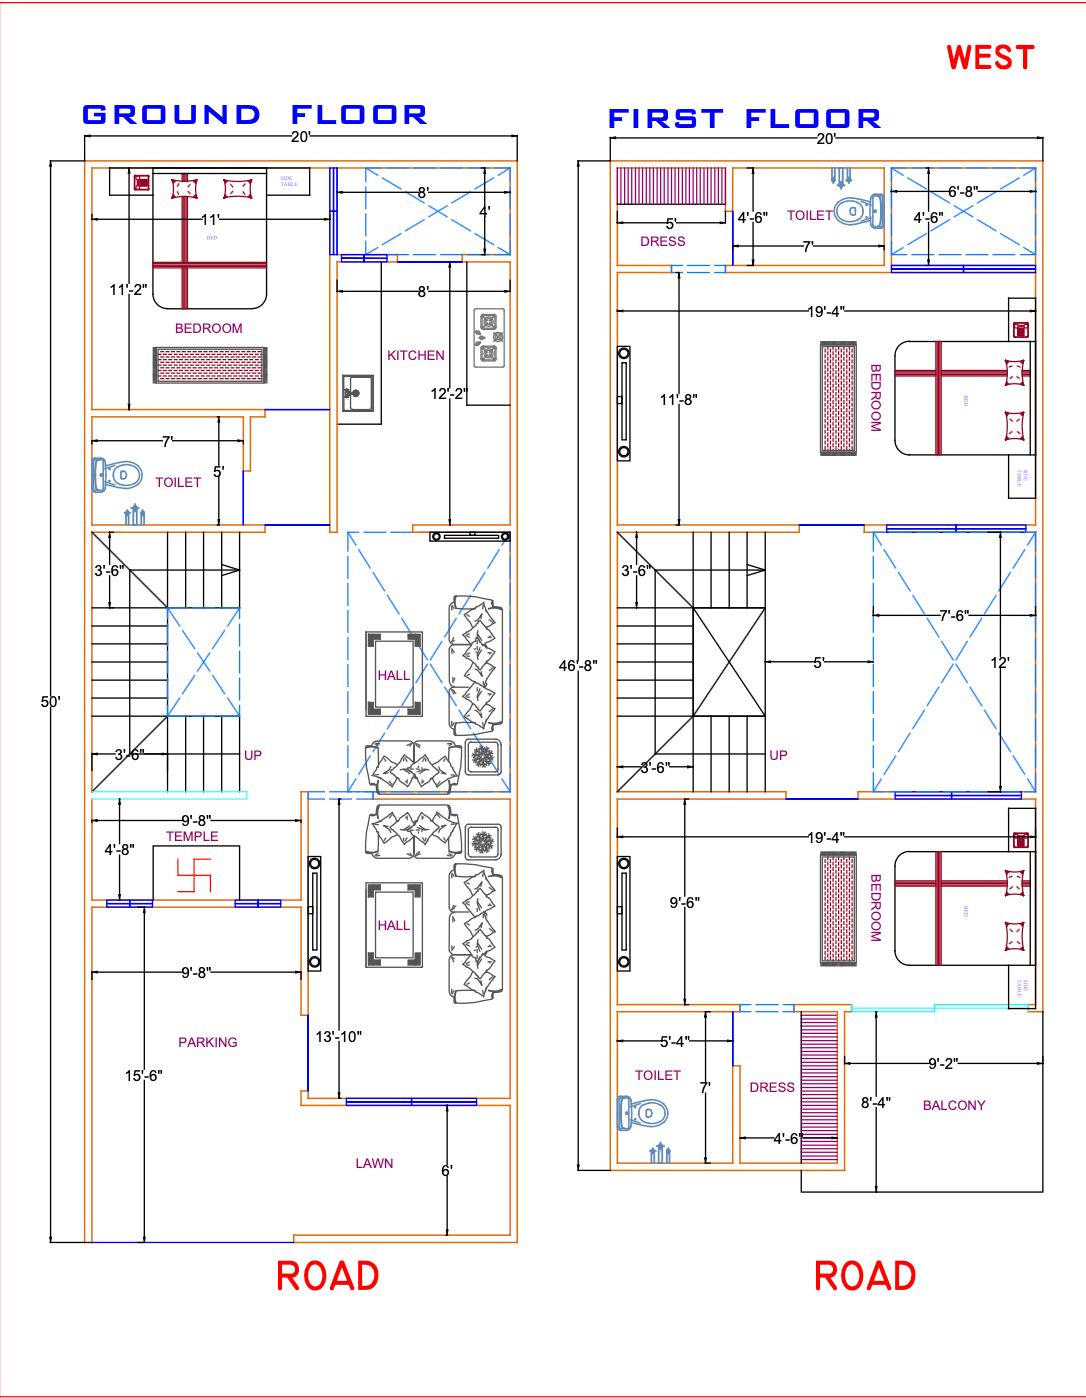 WEST
GROUND FLOOR
20'
50'
SIDE
TABLE
BED
11'
11'-2"
BEDROOM
8'
4'
8'
KITCHEN
12'-2"
7'
5'
TOILET
3'-6"
3'-6"
UP
HALL
9'-8"
TEMPLE
4'-8"
HALL
9'-8"
PARKING
15'-6"
13'-10"
LAWN
6'
ROAD
FIRST FLOOR
20'
46'-8"
5'
DRESS
4'-6"
TOILET
7'
6'-8"
4'-6"
19'-4"
11'-8"
BEDROOM
BED
SIDE
TABLE
3'-6"
7'-6"
5'
12'
UP
3'-6"
19'-4"
9'-6"
BEDROOM
BED
SIDE
TABLE
5'-4"
TOILET
7'
DRESS
4'-6"
9'-2"
8'-4"
BALCONY
ROAD